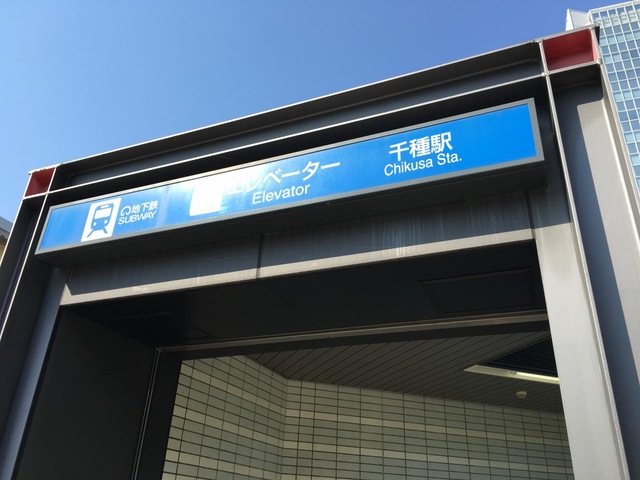 地下鉄
SUBWAY
エレベーター
Elevator
千種駅
Chikusa Sta.